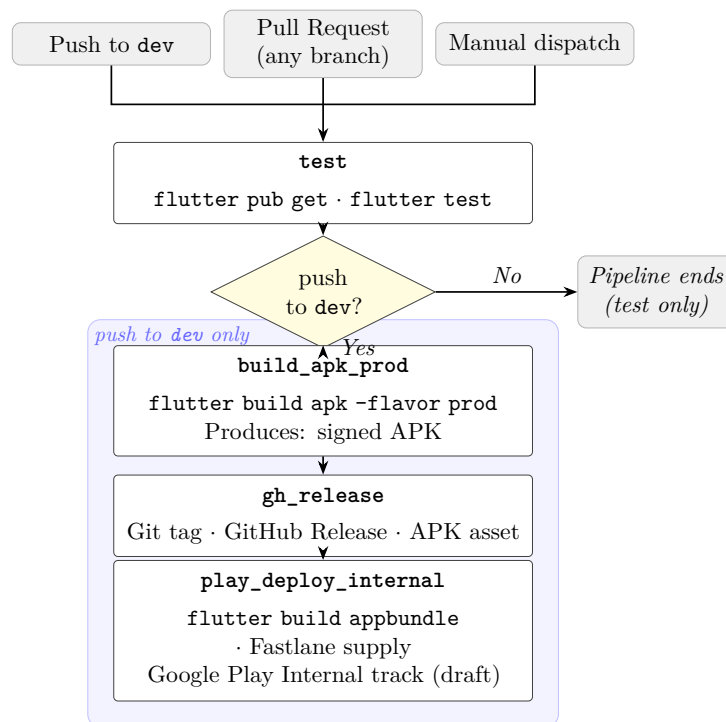 Push to dev
Pull Request
(any branch)
Manual dispatch
test
flutter pub get · flutter test
push
to dev?
No
Pipeline ends
(test only)
push to dev only
Yes
build_apk_prod
flutter build apk –flavor prod
Produces: signed APK
gh_release
Git tag · GitHub Release · APK asset
play_deploy_internal
flutter build appbundle
· Fastlane supply
Google Play Internal track (draft)